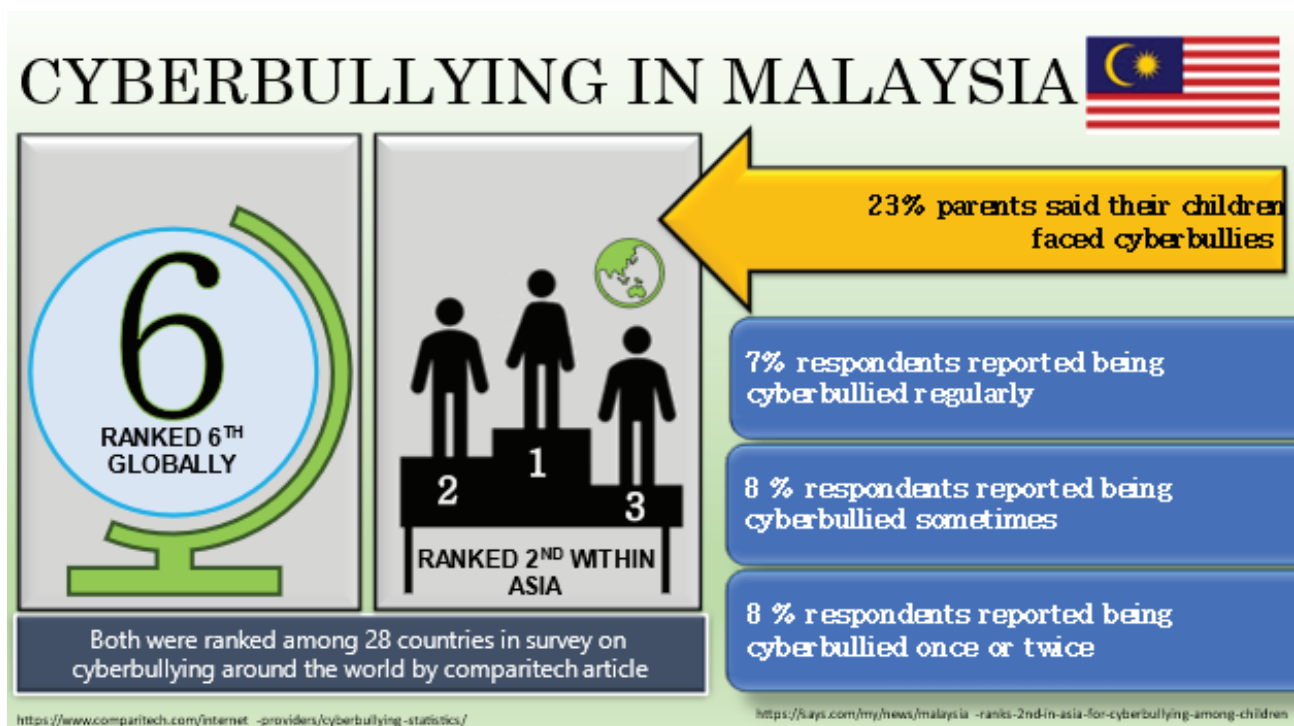 CYBERBULLYING IN MALAYSIA
6
RANKED 6TH
GLOBALLY
2
1
3
RANKED 2ND WITHIN
ASIA
Both were ranked among 28 countries in survey on
cyberbullying around the world by comparitech article
https://www.comparitech.com/internet -providers/cyberbullying-statistics/
23% parents said their children
faced cyberbullies
7% respondents reported being
cyberbullied regularly
8 % respondents reported being
cyberbullied sometimes
8 % respondents reported being
cyberbullied once or twice
https://says.com/my/news/malaysia -ranks-2nd-in-asia-for-cyberbullying-among-children